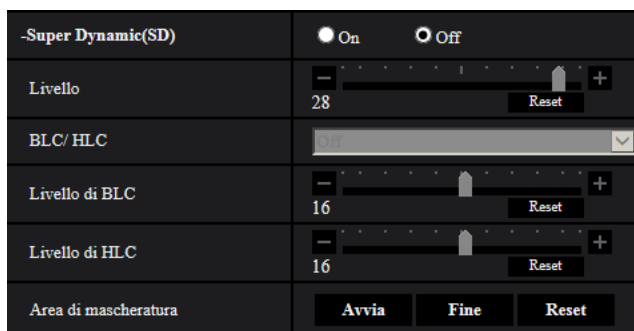 -Super Dynamic(SD) On Off
Livello − +
28 Reset
BLC/ HLC Off
Livello di BLC − +
16 Reset
Livello di HLC − +
16 Reset
Area di mascheratura Avvia Fine Reset